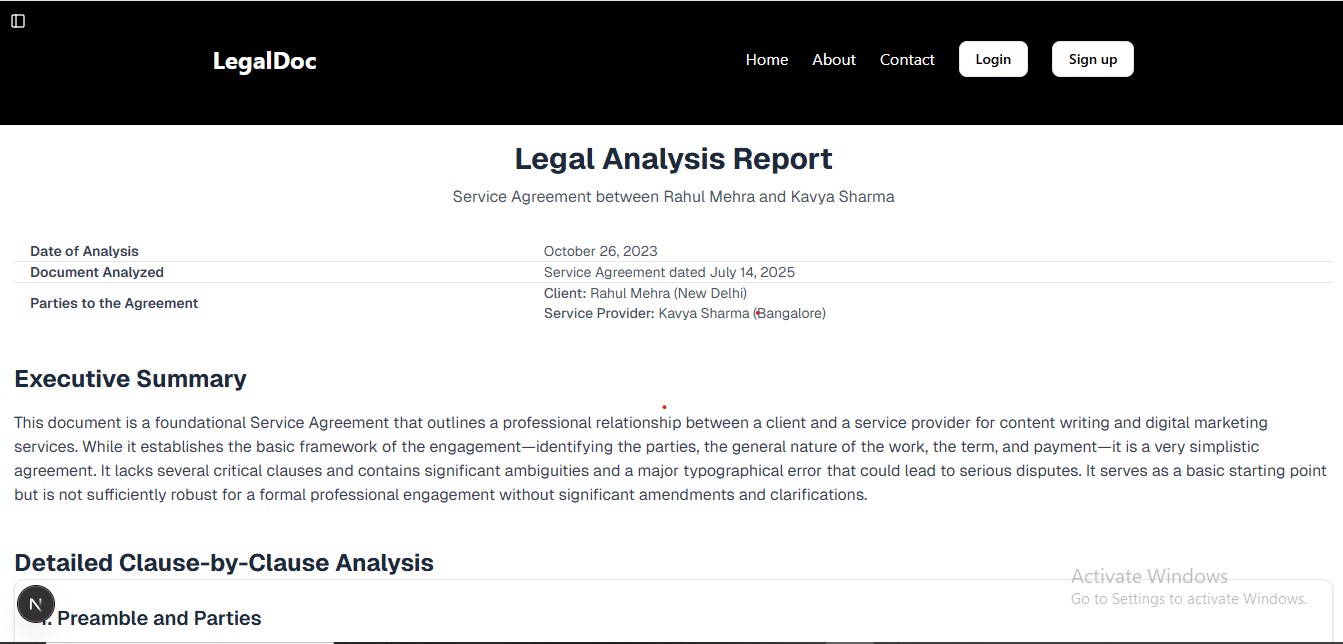 LegalDoc
Home About Contact Login Sign up
Legal Analysis Report
Service Agreement between Rahul Mehra and Kavya Sharma
Date of Analysis October 26, 2023
Document Analyzed Service Agreement dated July 14, 2025
Parties to the Agreement
Client: Rahul Mehra (New Delhi)
Service Provider: Kavya Sharma (Bangalore)
Executive Summary
This document is a foundational Service Agreement that outlines a professional relationship between a client and a service provider for content writing and digital marketing
services. While it establishes the basic framework of the engagement—identifying the parties, the general nature of the work, the term, and payment—it is a very simplistic
agreement. It lacks several critical clauses and contains significant ambiguities and a major typographical error that could lead to serious disputes. It serves as a basic starting point
but is not sufficiently robust for a formal professional engagement without significant amendments and clarifications.
Detailed Clause-by-Clause Analysis
N
Preamble and Parties
Activate Windows
Go to Settings to activate Windows.